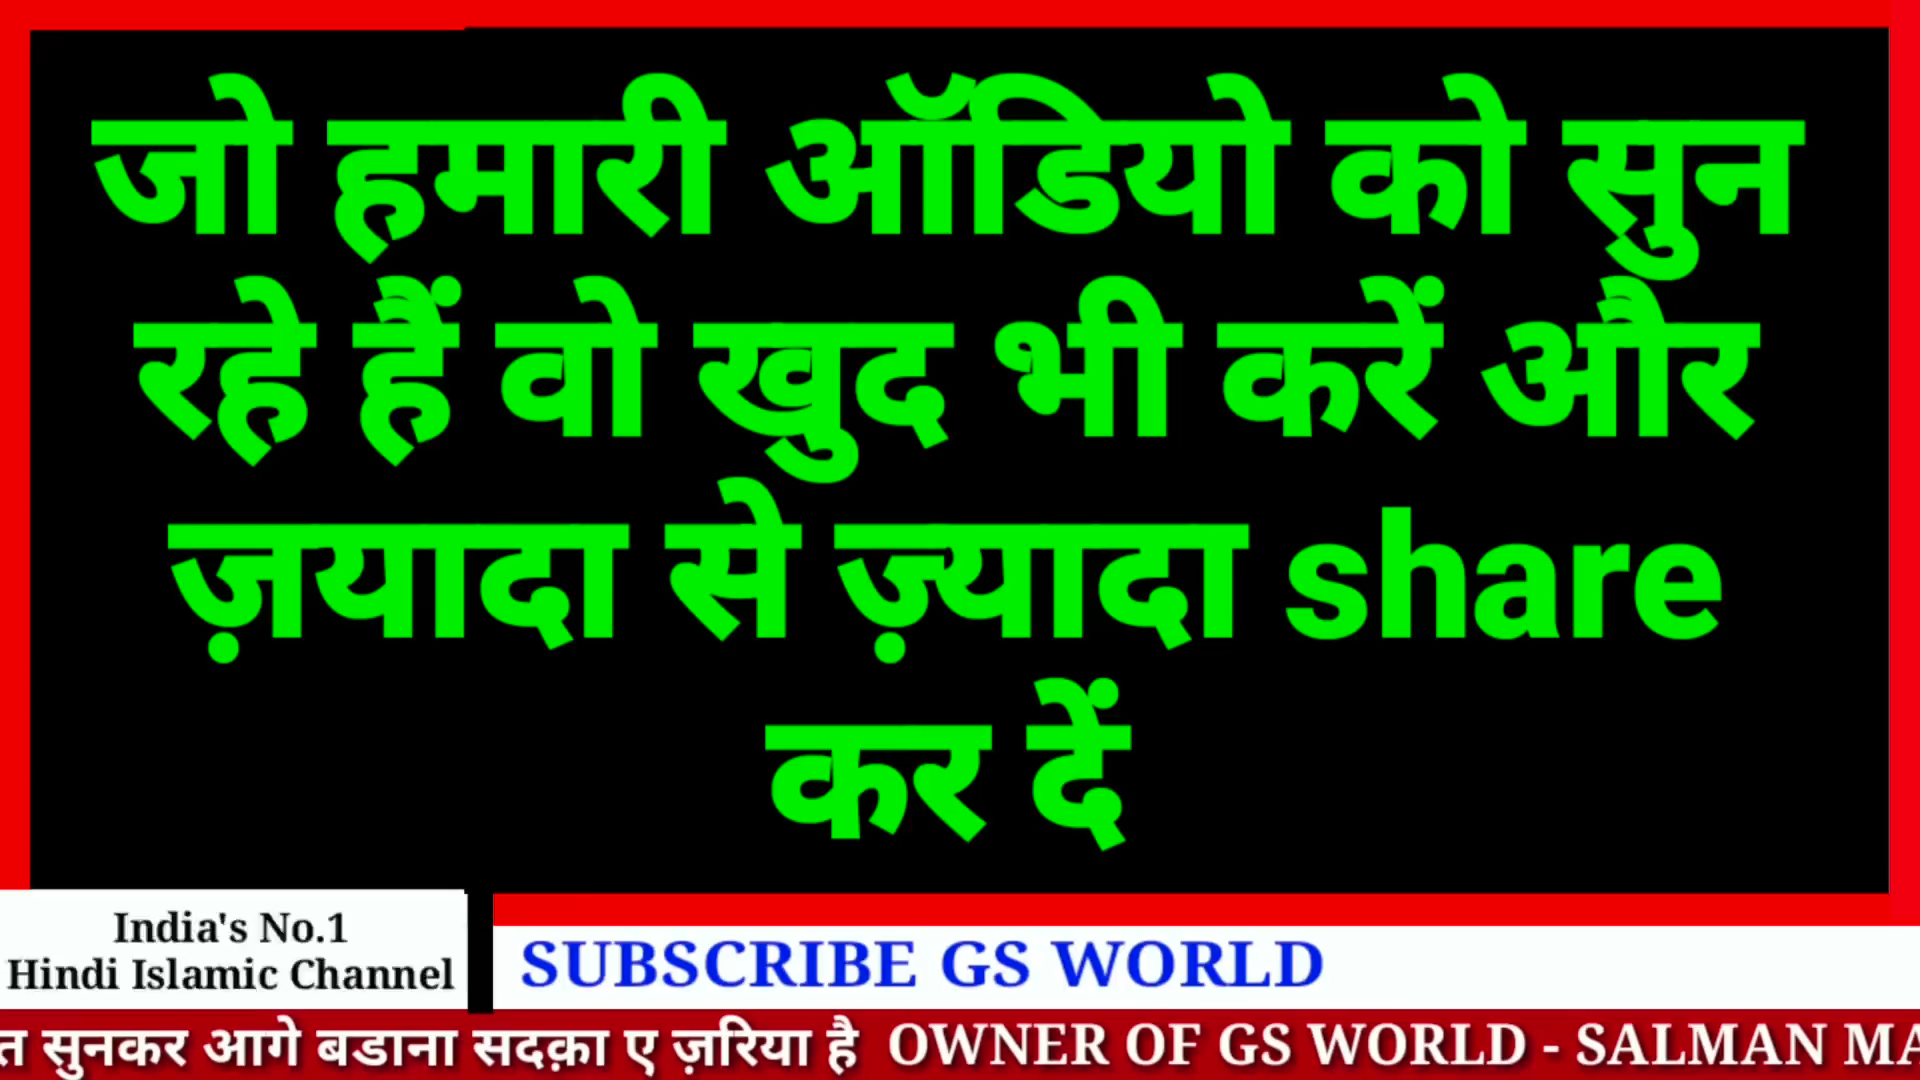 जो हमारी ऑडियो को सुन
रहे हैं वो खुद भी करें और
ज़यादा से ज़्यादा share
कर दें
India's No.1
Hindi Islamic Channel
SUBSCRIBE GS WORLD
सुनकर आगे बडाना सदक़ा ए ज़रिया है OWNER OF GS WORLD - SALMAN